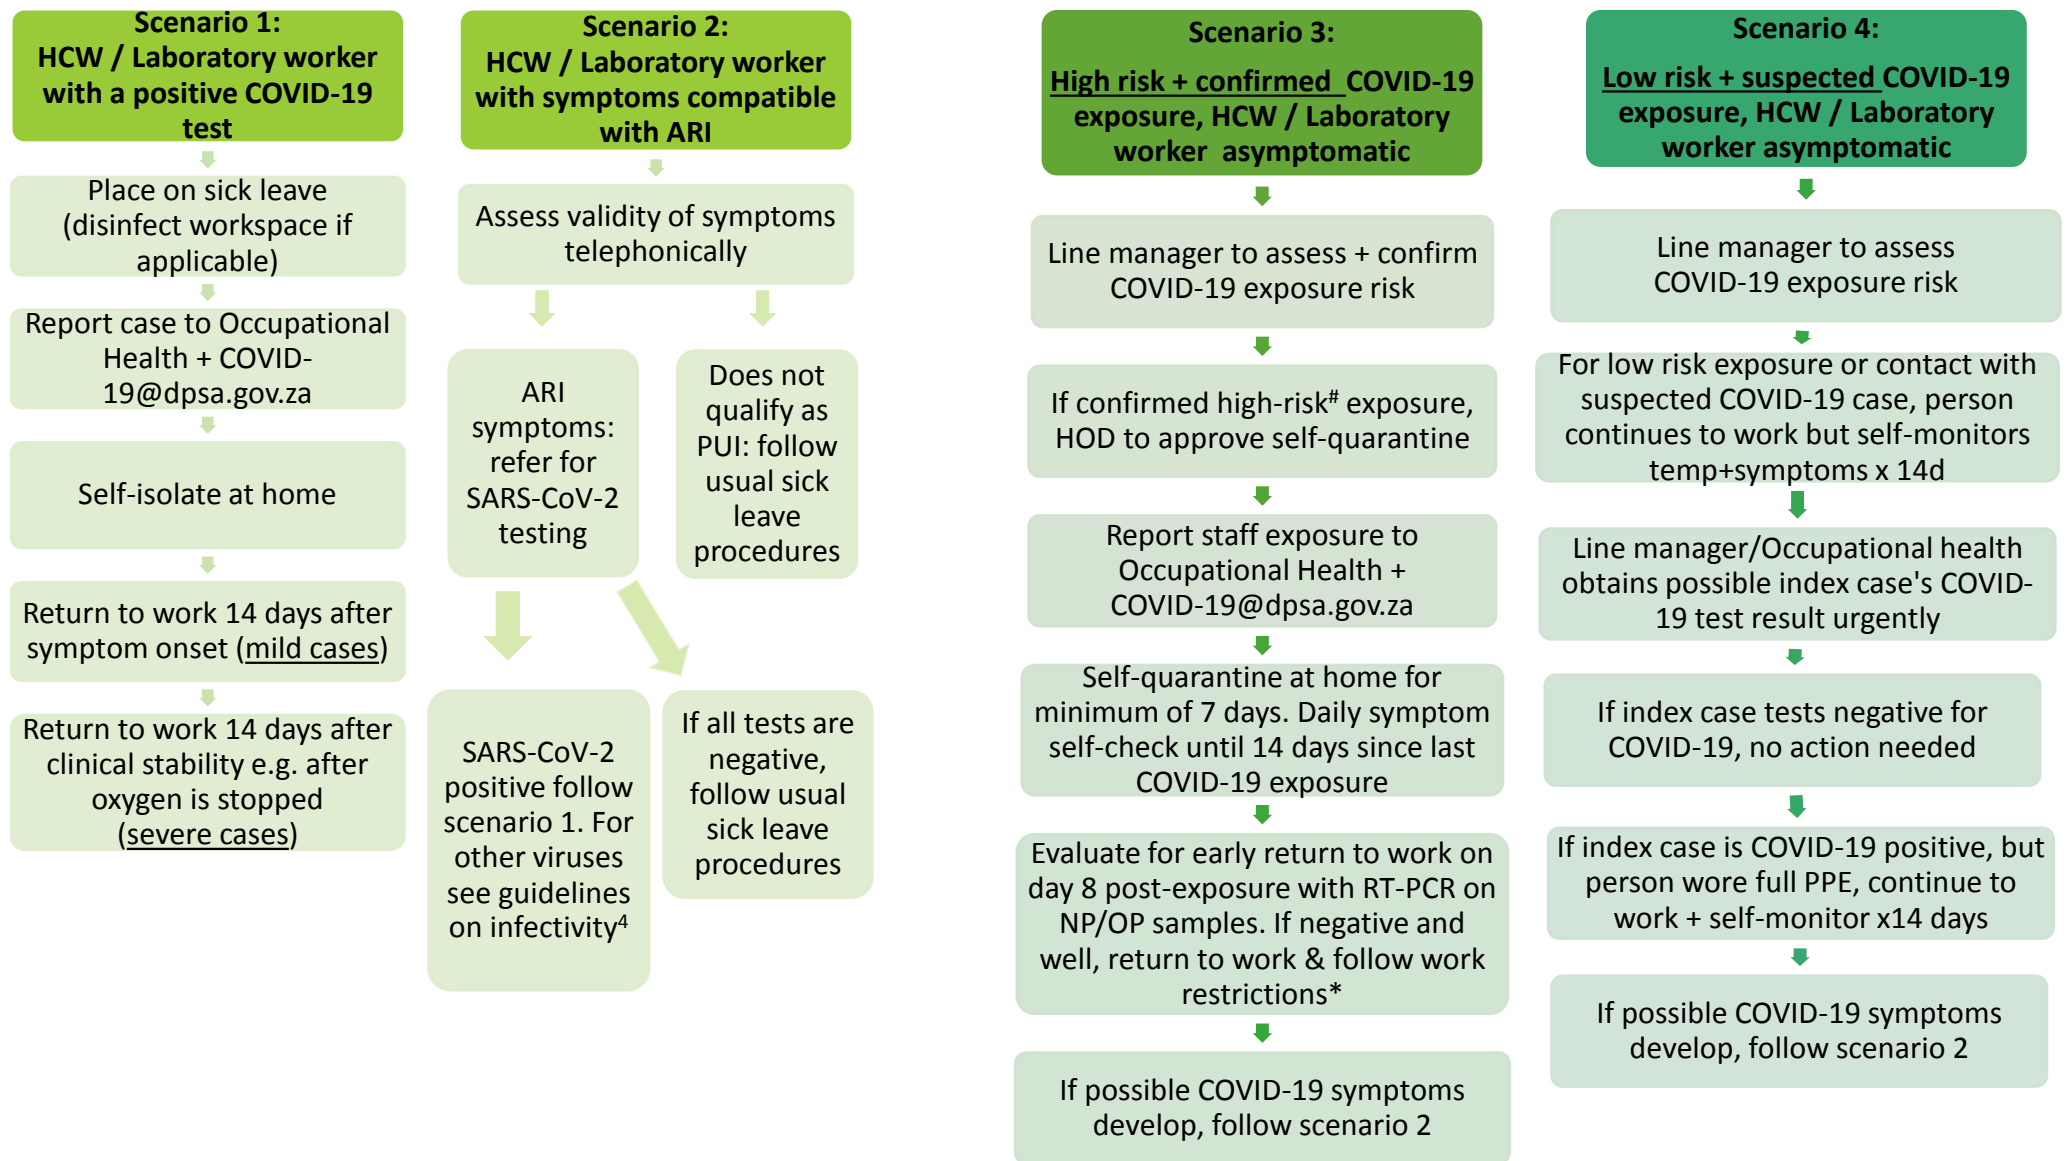 Scenario 1:
HCW / Laboratory worker
with a positive COVID-19
test
Place on sick leave
(disinfect workspace if
applicable)
Report case to Occupational
Health + COVID-
19@dpsa.gov.za
Self-isolate at home
Return to work 14 days after
symptom onset (mild cases)
Return to work 14 days after
clinical stability e.g. after
oxygen is stopped
(severe cases)
Scenario 2:
HCW / Laboratory worker
with symptoms compatible
with ARI
Assess validity of symptoms
telephonically
ARI
symptoms:
refer for
SARS-CoV-2
testing
Does not
qualify as
PUI: follow
usual sick
leave
procedures
SARS-CoV-2
positive follow
scenario 1. For
other viruses
see guidelines
on infectivity⁴
If all tests are
negative,
follow usual
sick leave
procedures
Scenario 3:
High risk + confirmed COVID-19
exposure, HCW / Laboratory
worker asymptomatic
Line manager to assess + confirm
COVID-19 exposure risk
If confirmed high-risk# exposure,
HOD to approve self-quarantine
Report staff exposure to
Occupational Health +
COVID-19@dpsa.gov.za
Self-quarantine at home for
minimum of 7 days. Daily symptom
self-check until 14 days since last
COVID-19 exposure
Evaluate for early return to work on
day 8 post-exposure with RT-PCR on
NP/OP samples. If negative and
well, return to work & follow work
restrictions*
If possible COVID-19 symptoms
develop, follow scenario 2
Scenario 4:
Low risk + suspected COVID-19
exposure, HCW / Laboratory
worker asymptomatic
Line manager to assess
COVID-19 exposure risk
For low risk exposure or contact with
suspected COVID-19 case, person
continues to work but self-monitors
temp+symptoms x 14d
Line manager/Occupational health
obtains possible index case's COVID-
19 test result urgently
If index case tests negative for
COVID-19, no action needed
If index case is COVID-19 positive, but
person wore full PPE, continue to
work + self-monitor x14 days
If possible COVID-19 symptoms
develop, follow scenario 2